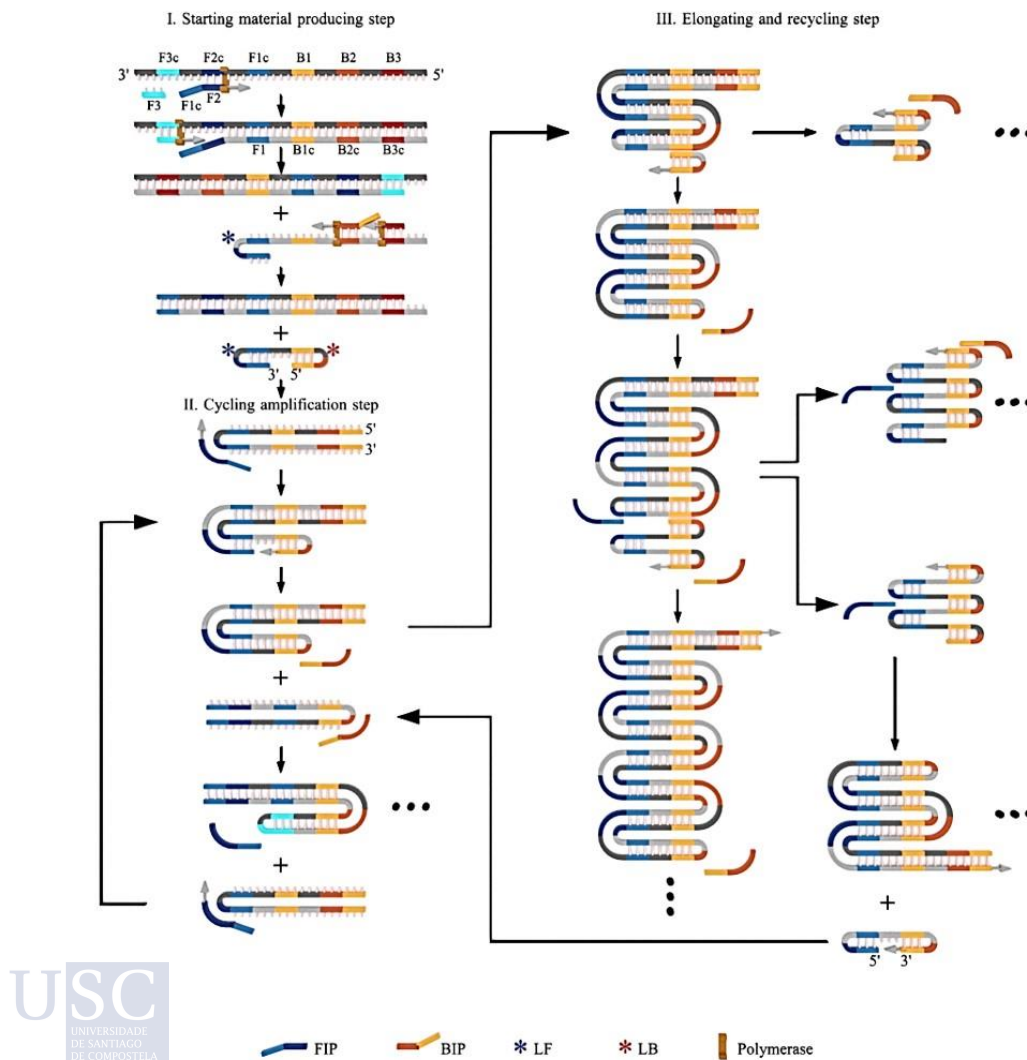 I. Starting material producing step
III. Elongating and recycling step
F3c F2c F1c B1 B2 B3
3' 5'
F3 F1c F2
F1 B1c B2c B3c
+
*
+
* *
3' 5'
II. Cycling amplification step
5'
3'
+
+
+
5' 3'
USC
UNIVERSIDADE
DE SANTIAGO
DE COMPOSTELA
FIP BIP * LF * LB Polymerase